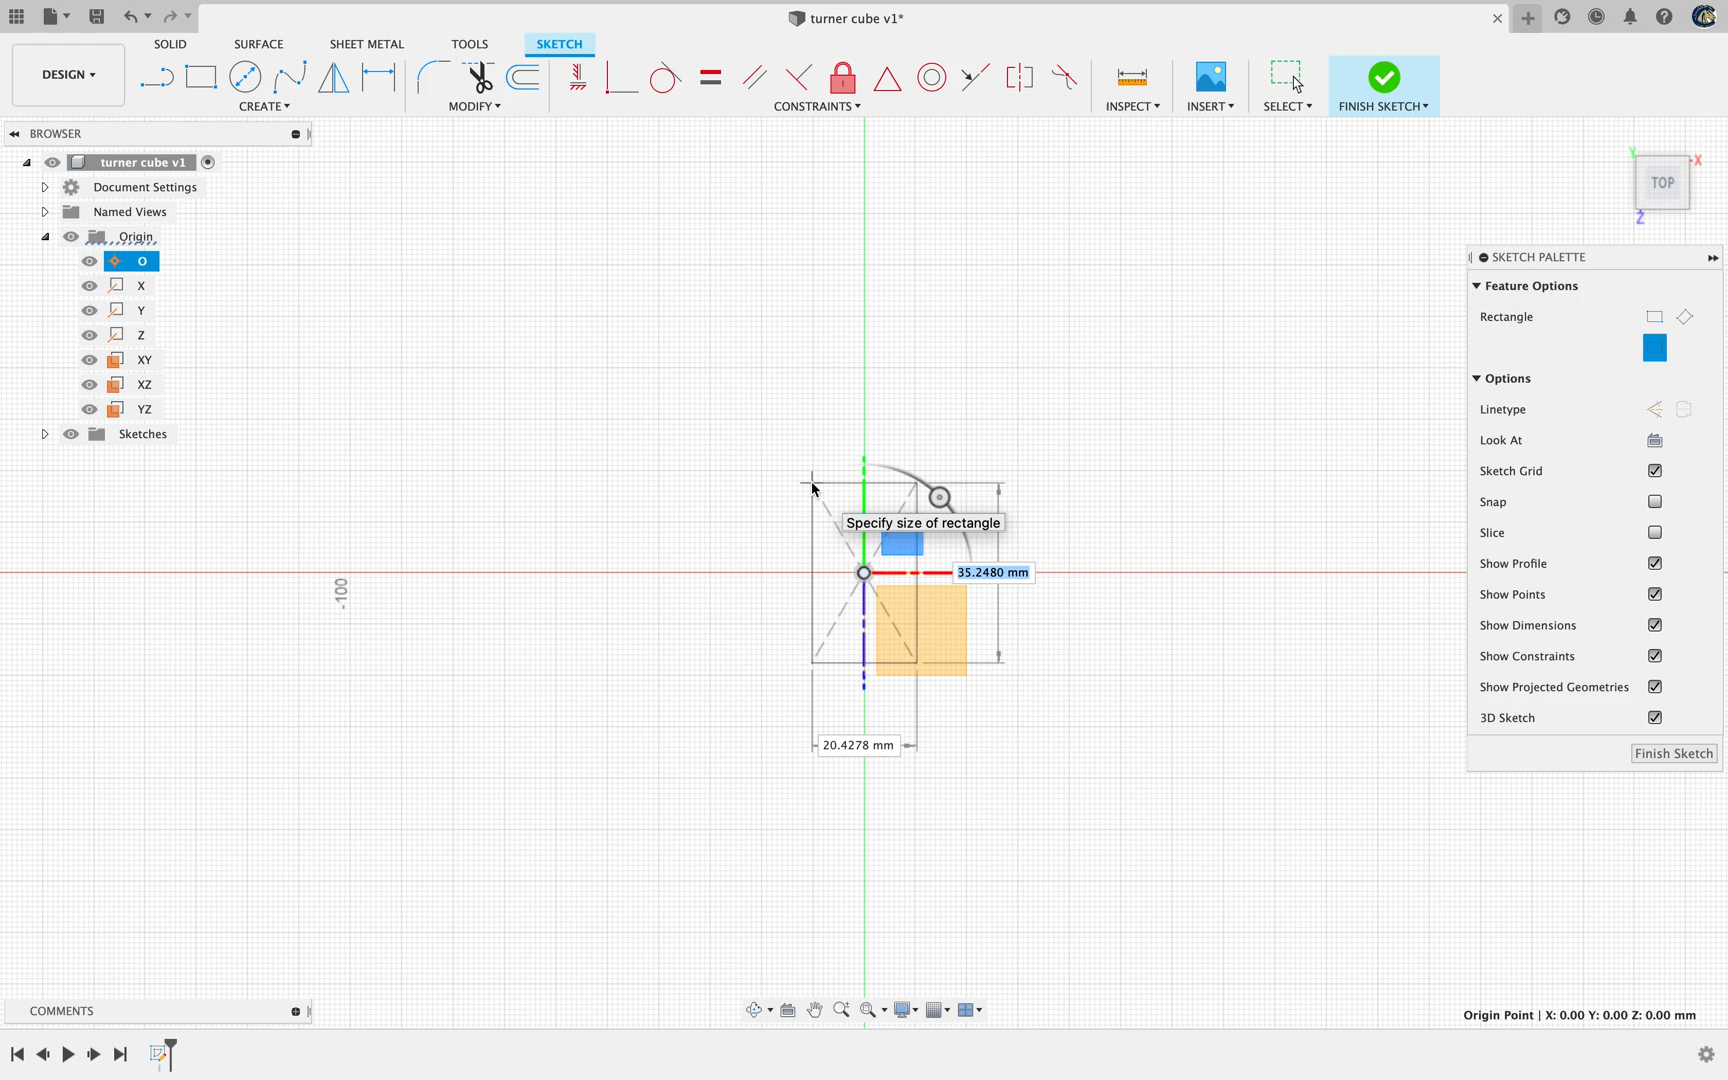 turner cube v1*
SOLID
SURFACE
SHEET METAL
TOOLS
SKETCH
DESIGN
CREATE
MODIFY
CONSTRAINTS
INSPECT
INSERT
SELECT
FINISH SKETCH
BROWSER
turner cube v1
Document Settings
Named Views
Origin
O
X
Y
Z
XY
XZ
YZ
Sketches
Y
X
TOP
Z
SKETCH PALETTE
Feature Options
Rectangle
Options
Linetype
Look At
Sketch Grid
Snap
Slice
Show Profile
Show Points
Show Dimensions
Show Constraints
Show Projected Geometries
3D Sketch
Finish Sketch
Specify size of rectangle
35.2480 mm
-100
20.4278 mm
COMMENTS
Origin Point | X: 0.00 Y: 0.00 Z: 0.00 mm